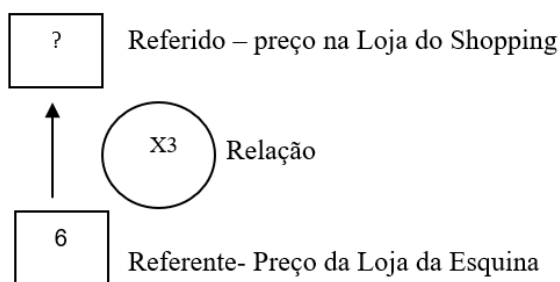 ? Referido – preço na Loja do Shopping
X3 Relação
6
Referente- Preço da Loja da Esquina